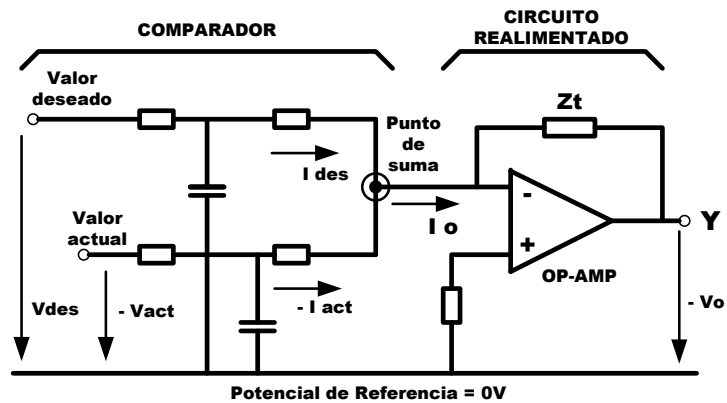 COMPARADOR
CIRCUITO
REALIMENTADO
Valor
deseado
Punto
de
suma
Zt
I des
I o
-
+
OP-AMP
Y
Valor
actual
- I act
Vdes
- Vact
- Vo
Potencial de Referencia = 0V